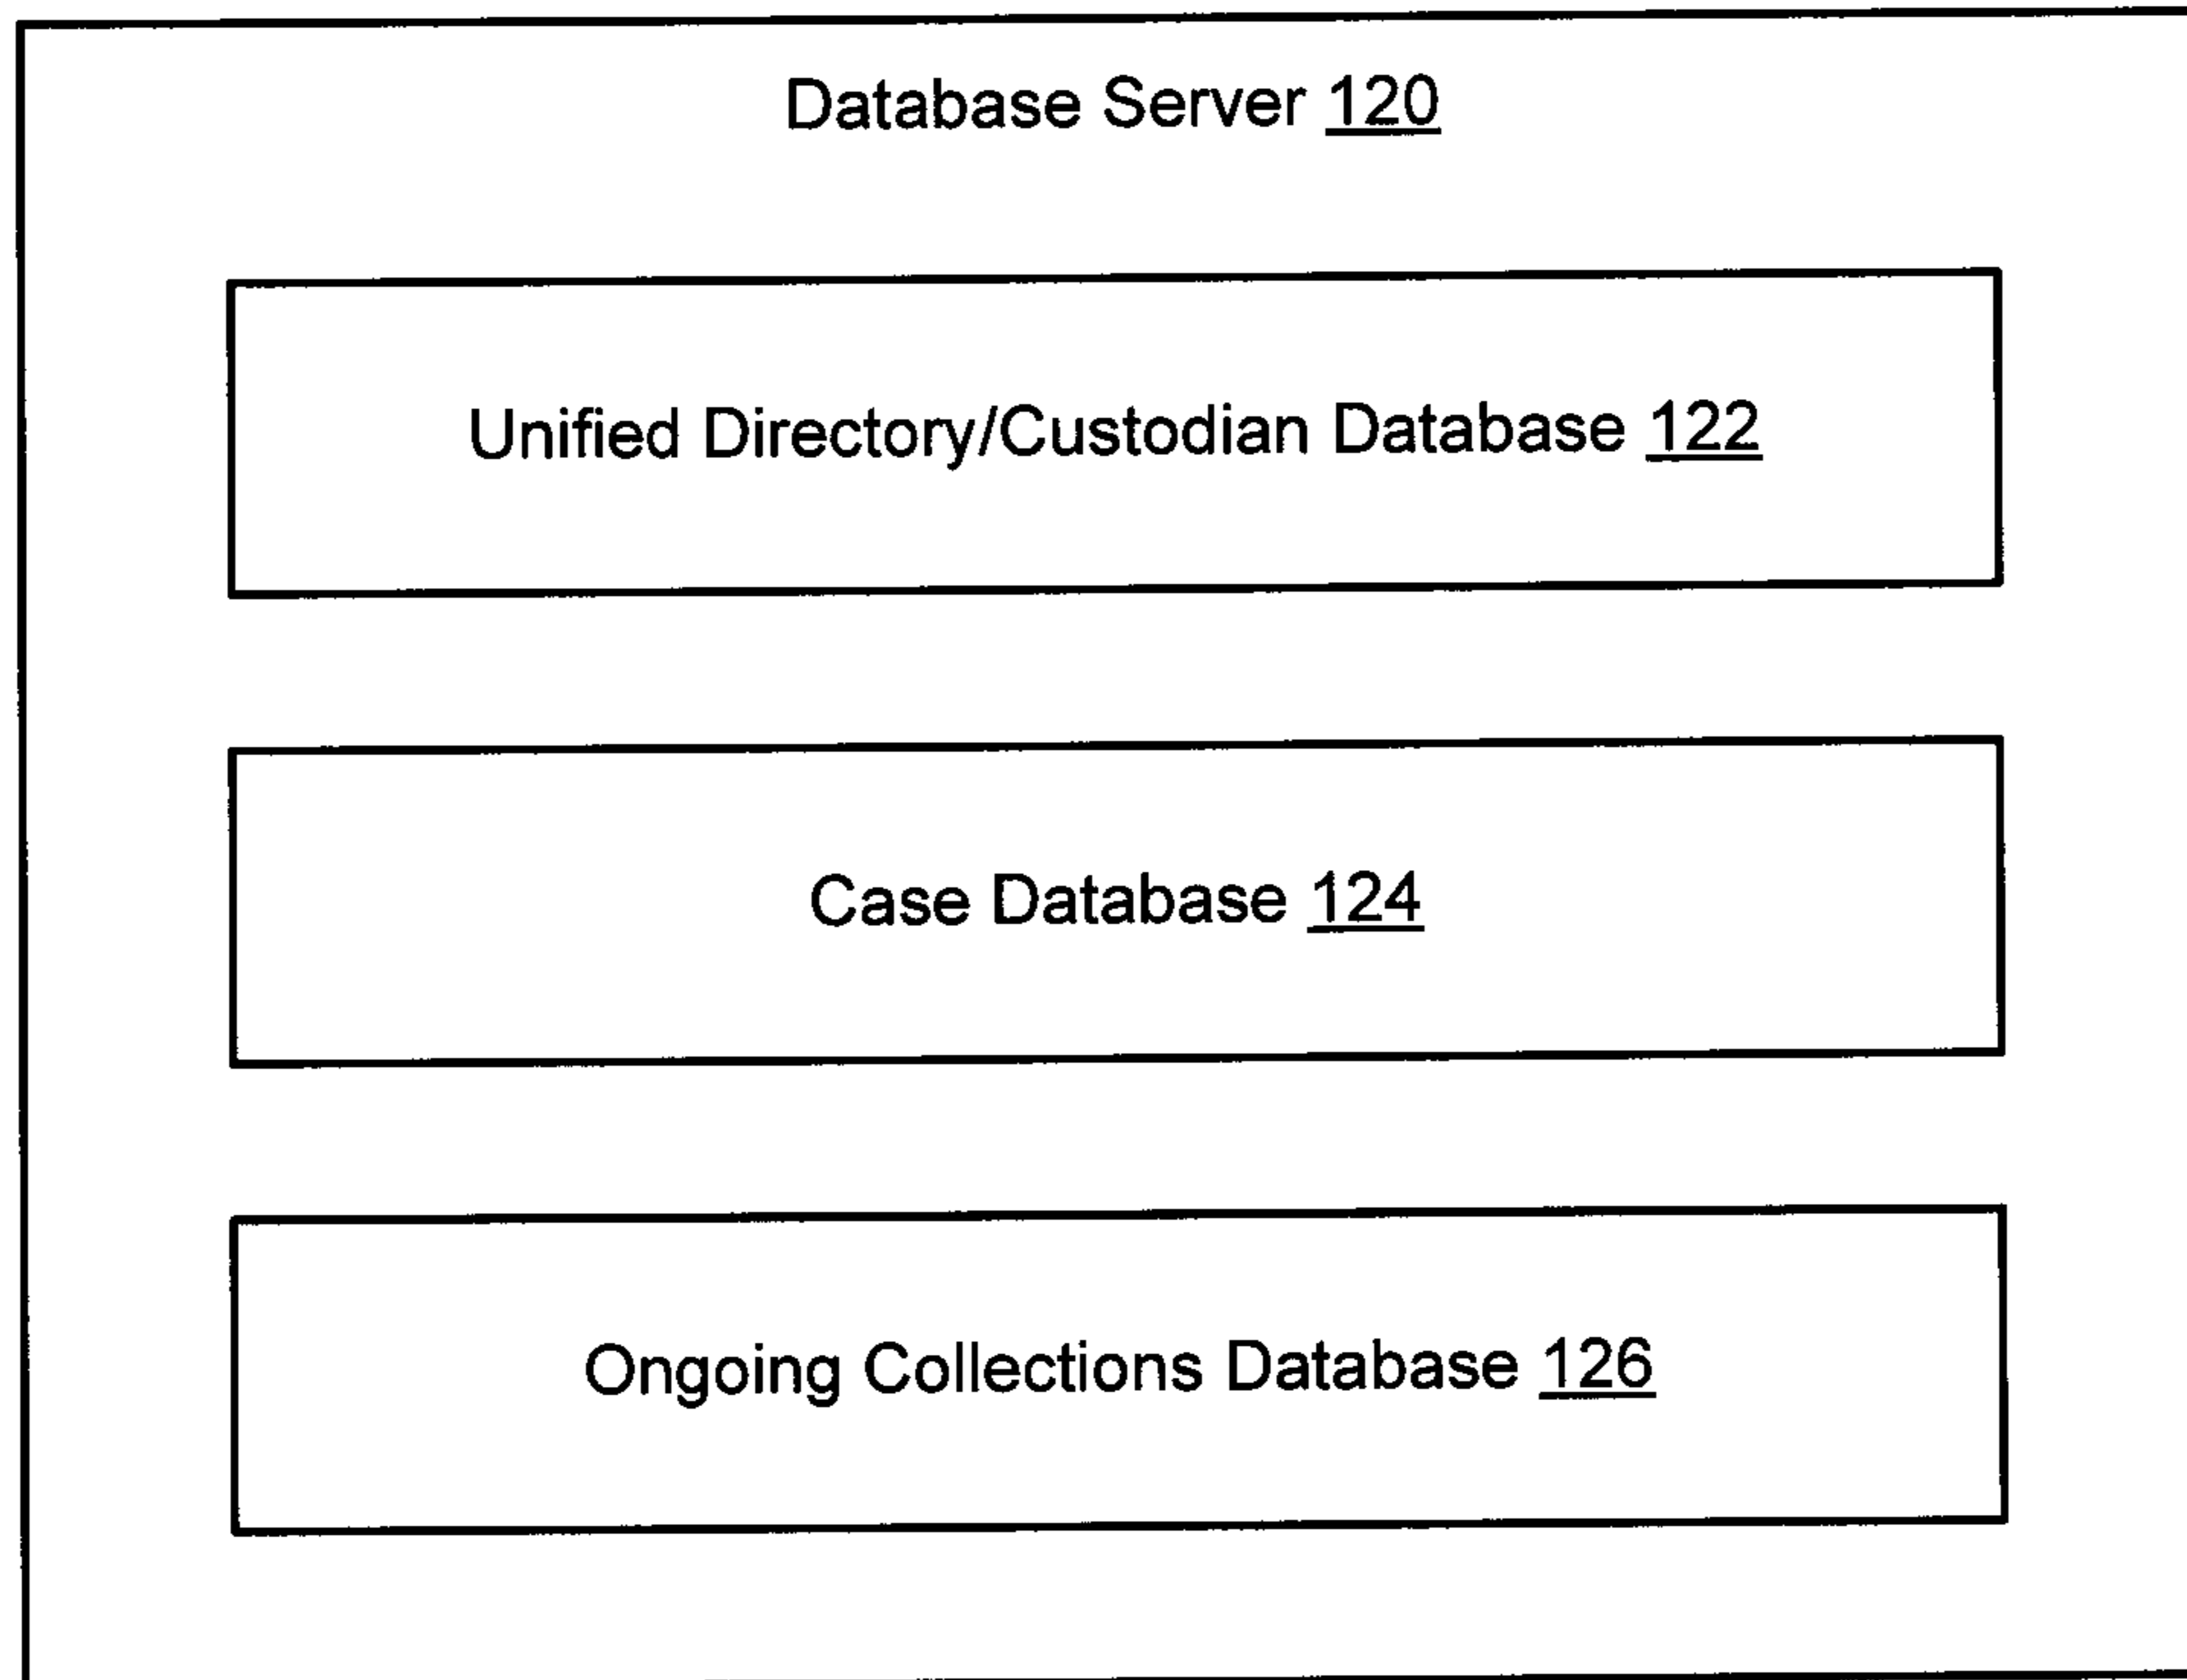 Database Server 120
Unified Directory/Custodian Database 122
Case Database 124
Ongoing Collections Database 126